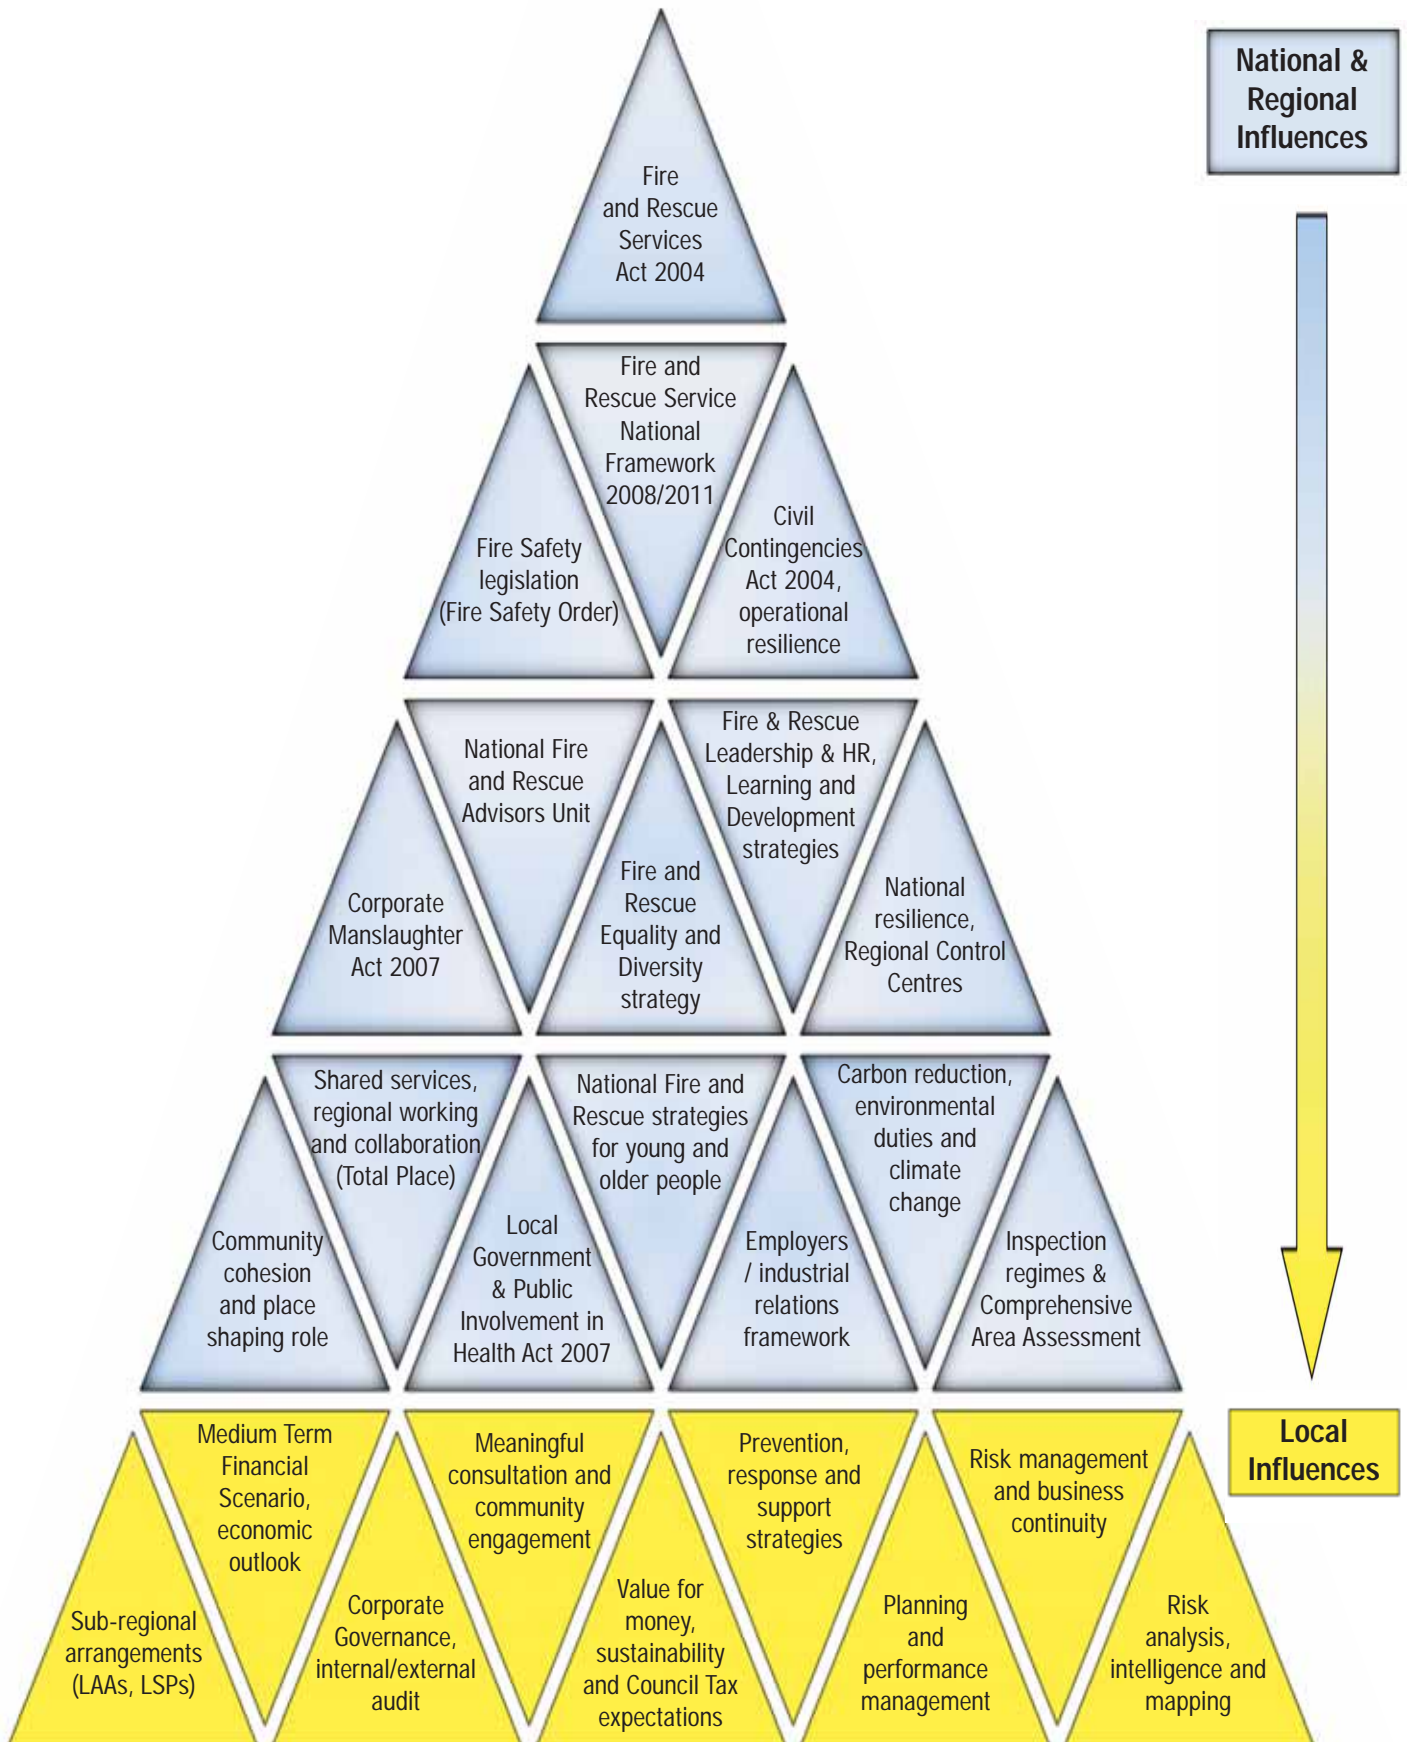 National &
Regional
Influences
Fire
and Rescue
Services
Act 2004
Fire and
Rescue Service
National
Framework
2008/2011
Fire Safety
legislation
(Fire Safety Order)
Civil
Contingencies
Act 2004,
operational
resilience
National Fire
and Rescue
Advisors Unit
Fire & Rescue
Leadership & HR,
Learning and
Development
strategies
Corporate
Manslaughter
Act 2007
Fire and
Rescue
Equality and
Diversity
strategy
National
resilience,
Regional Control
Centres
Shared services,
regional working
and collaboration
(Total Place)
National Fire and
Rescue strategies
for young and
older people
Carbon reduction,
environmental
duties and
climate
change
Community
cohesion
and place
shaping role
Local
Government
& Public
Involvement in
Health Act 2007
Employers
/ industrial
relations
framework
Inspection
regimes &
Comprehensive
Area Assessment
Local
Influences
Medium Term
Financial
Scenario,
economic
outlook
Meaningful
consultation and
community
engagement
Prevention,
response and
support
strategies
Risk management
and business
continuity
Sub-regional
arrangements
(LAAs, LSPs)
Corporate
Governance,
internal/external
audit
Value for
money,
sustainability
and Council Tax
expectations
Planning
and
performance
management
Risk
analysis,
intelligence and
mapping